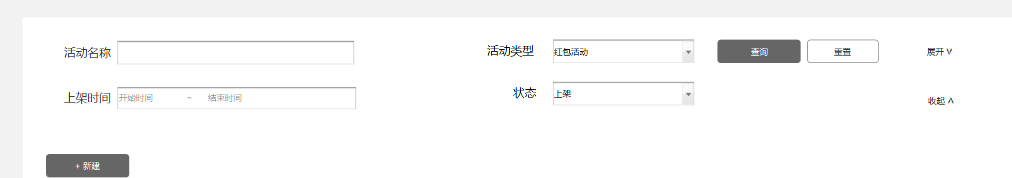 活动名称 活动类型 红包活动 查询 重置 展开 ∨
上架时间 开始时间 ~ 结束时间 状态 上架 收起 ∧
+ 新建